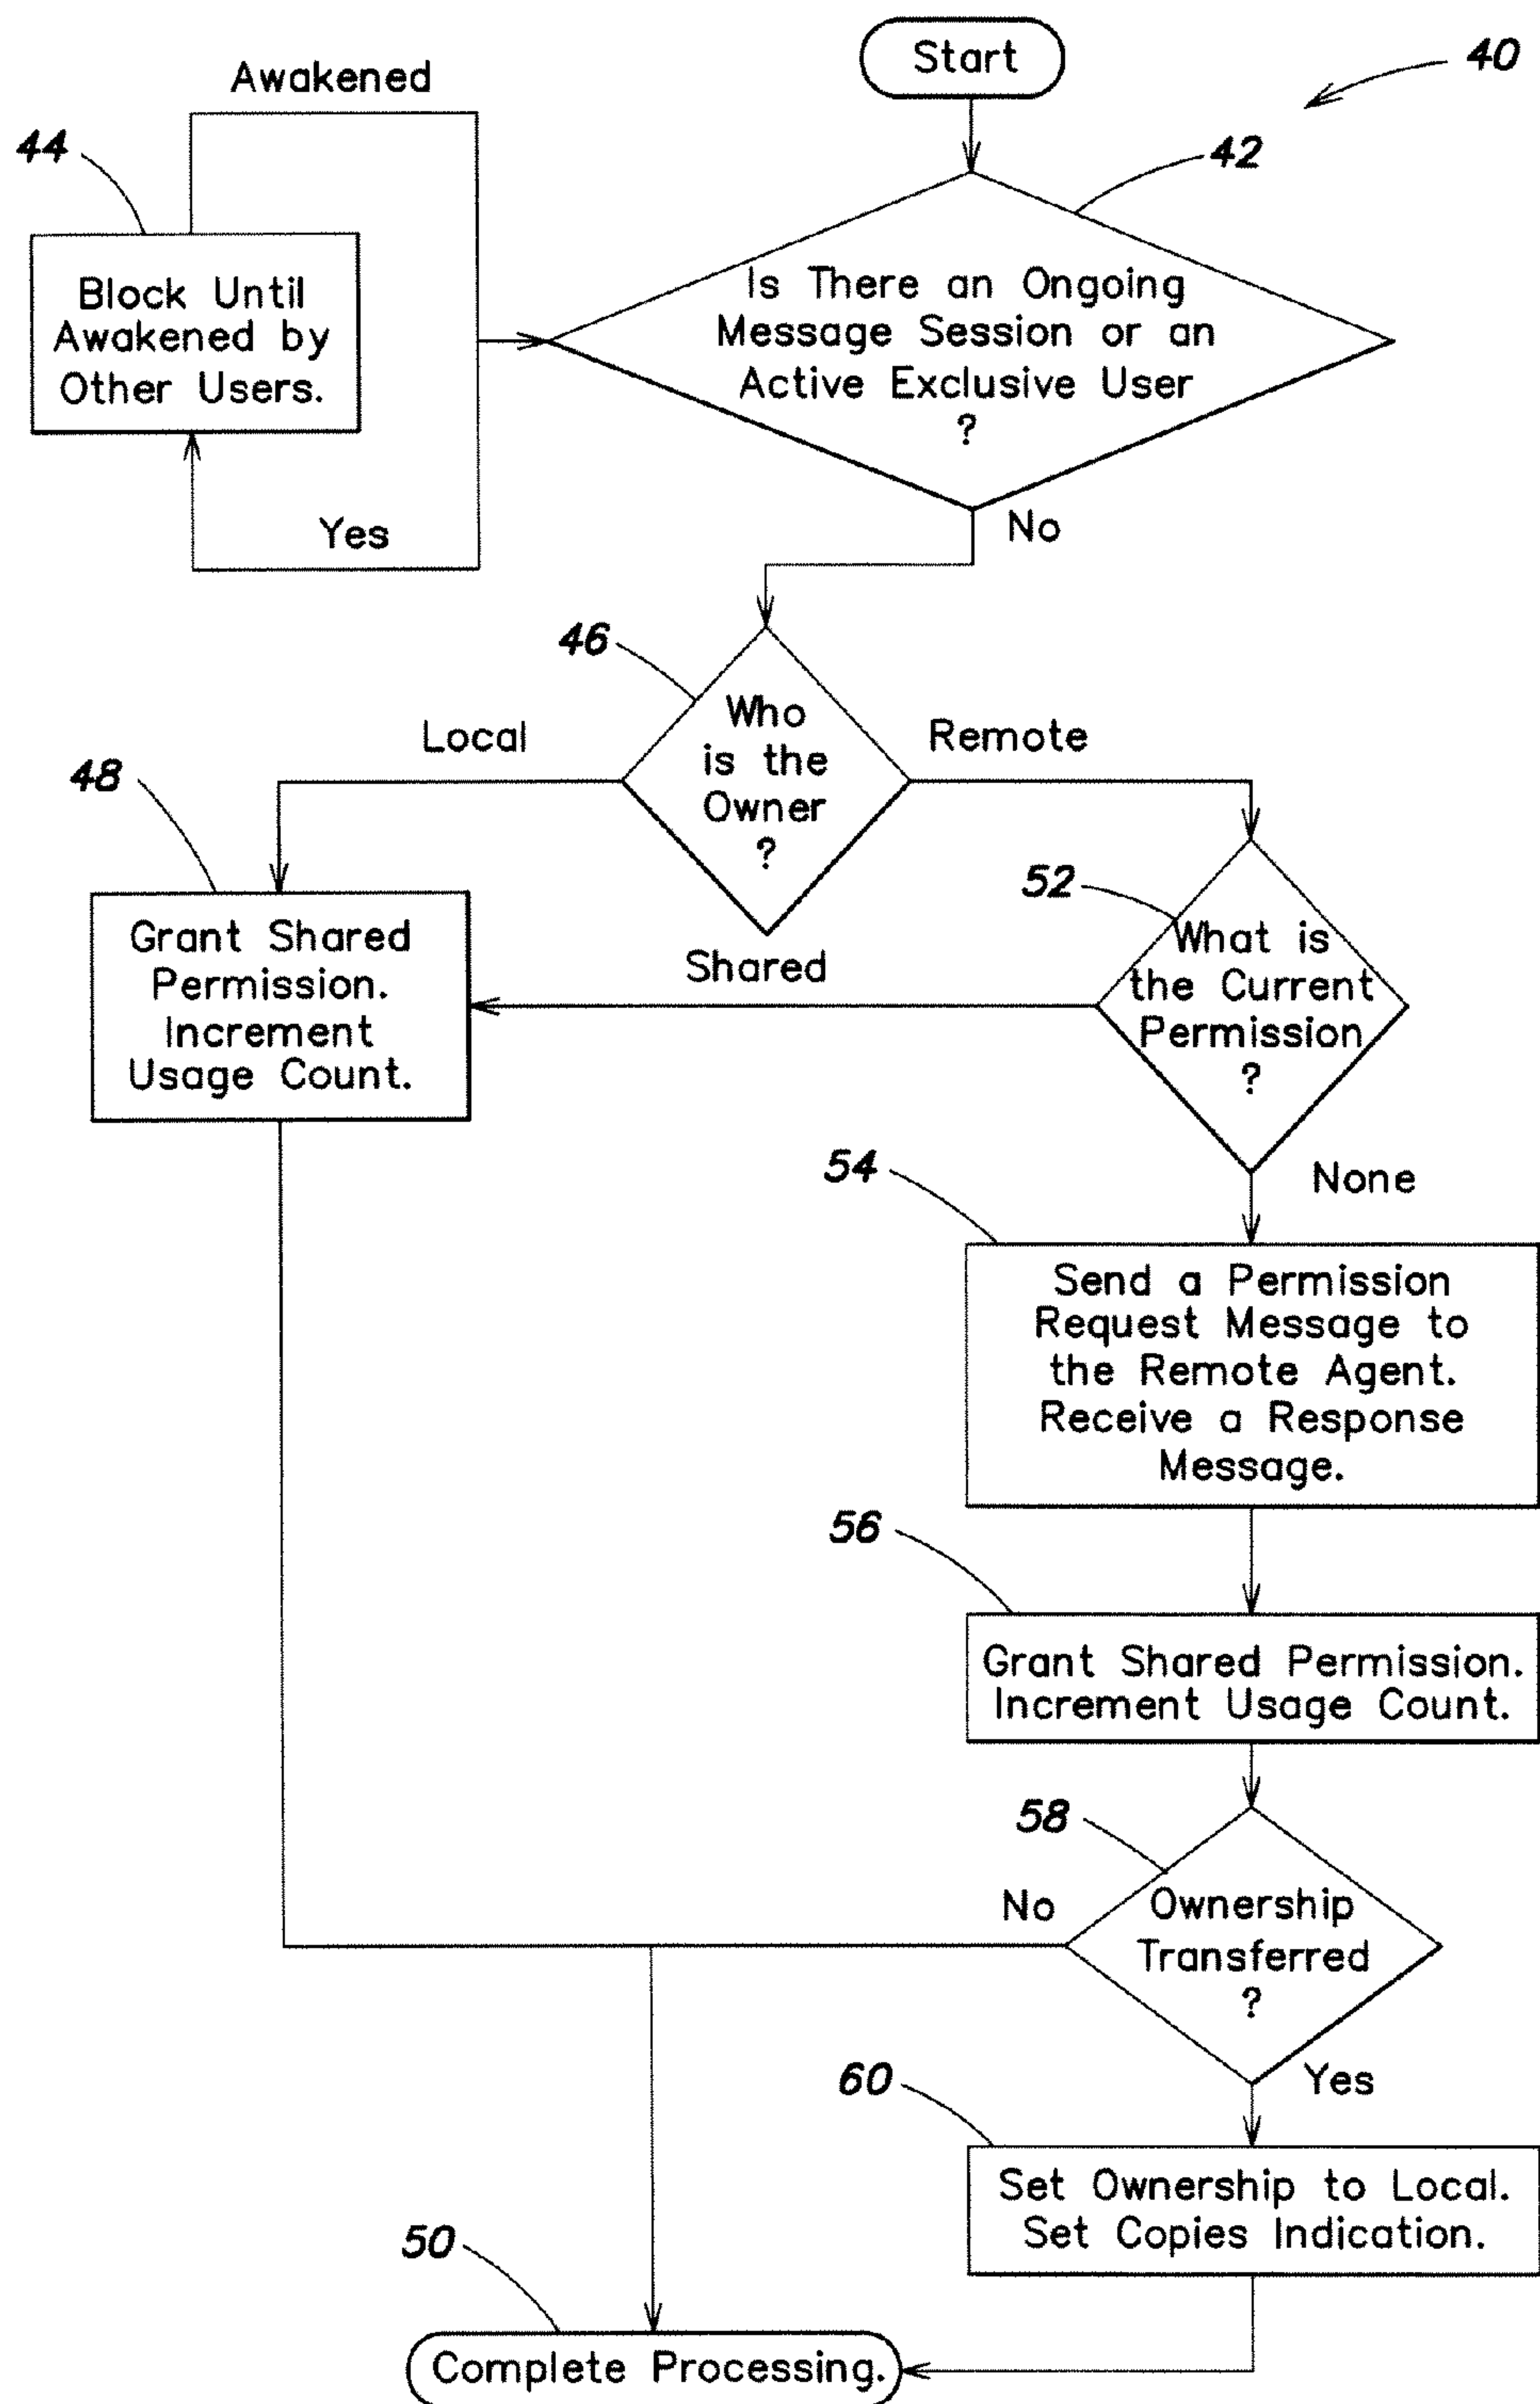 Start
40
Awakened
44
42
Block Until
Awakened by
Other Users.
Is There an Ongoing
Message Session or an
Active Exclusive User
?
Yes
No
46
Who
is the
Owner
?
Local
Remote
48
52
Grant Shared
Permission.
Increment
Usage Count.
Shared
What is
the Current
Permission
?
None
54
Send a Permission
Request Message to
the Remote Agent.
Receive a Response
Message.
56
Grant Shared Permission.
Increment Usage Count.
58
No
Ownership
Transferred
?
Yes
60
Set Ownership to Local.
Set Copies Indication.
50
Complete Processing.